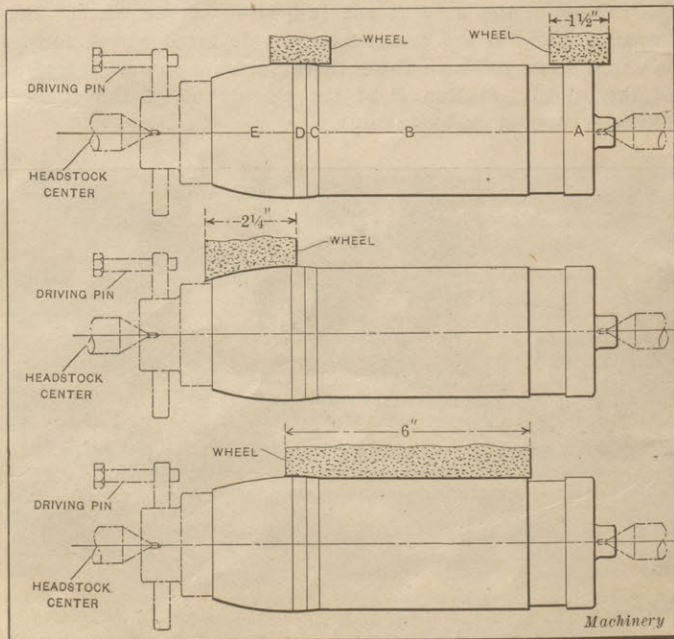 1½"
WHEEL
WHEEL
DRIVING PIN
E D C B A
HEADSTOCK
CENTER
2¼"
WHEEL
DRIVING PIN
HEADSTOCK
CENTER
6"
WHEEL
DRIVING PIN
HEADSTOCK
CENTER
Machinery